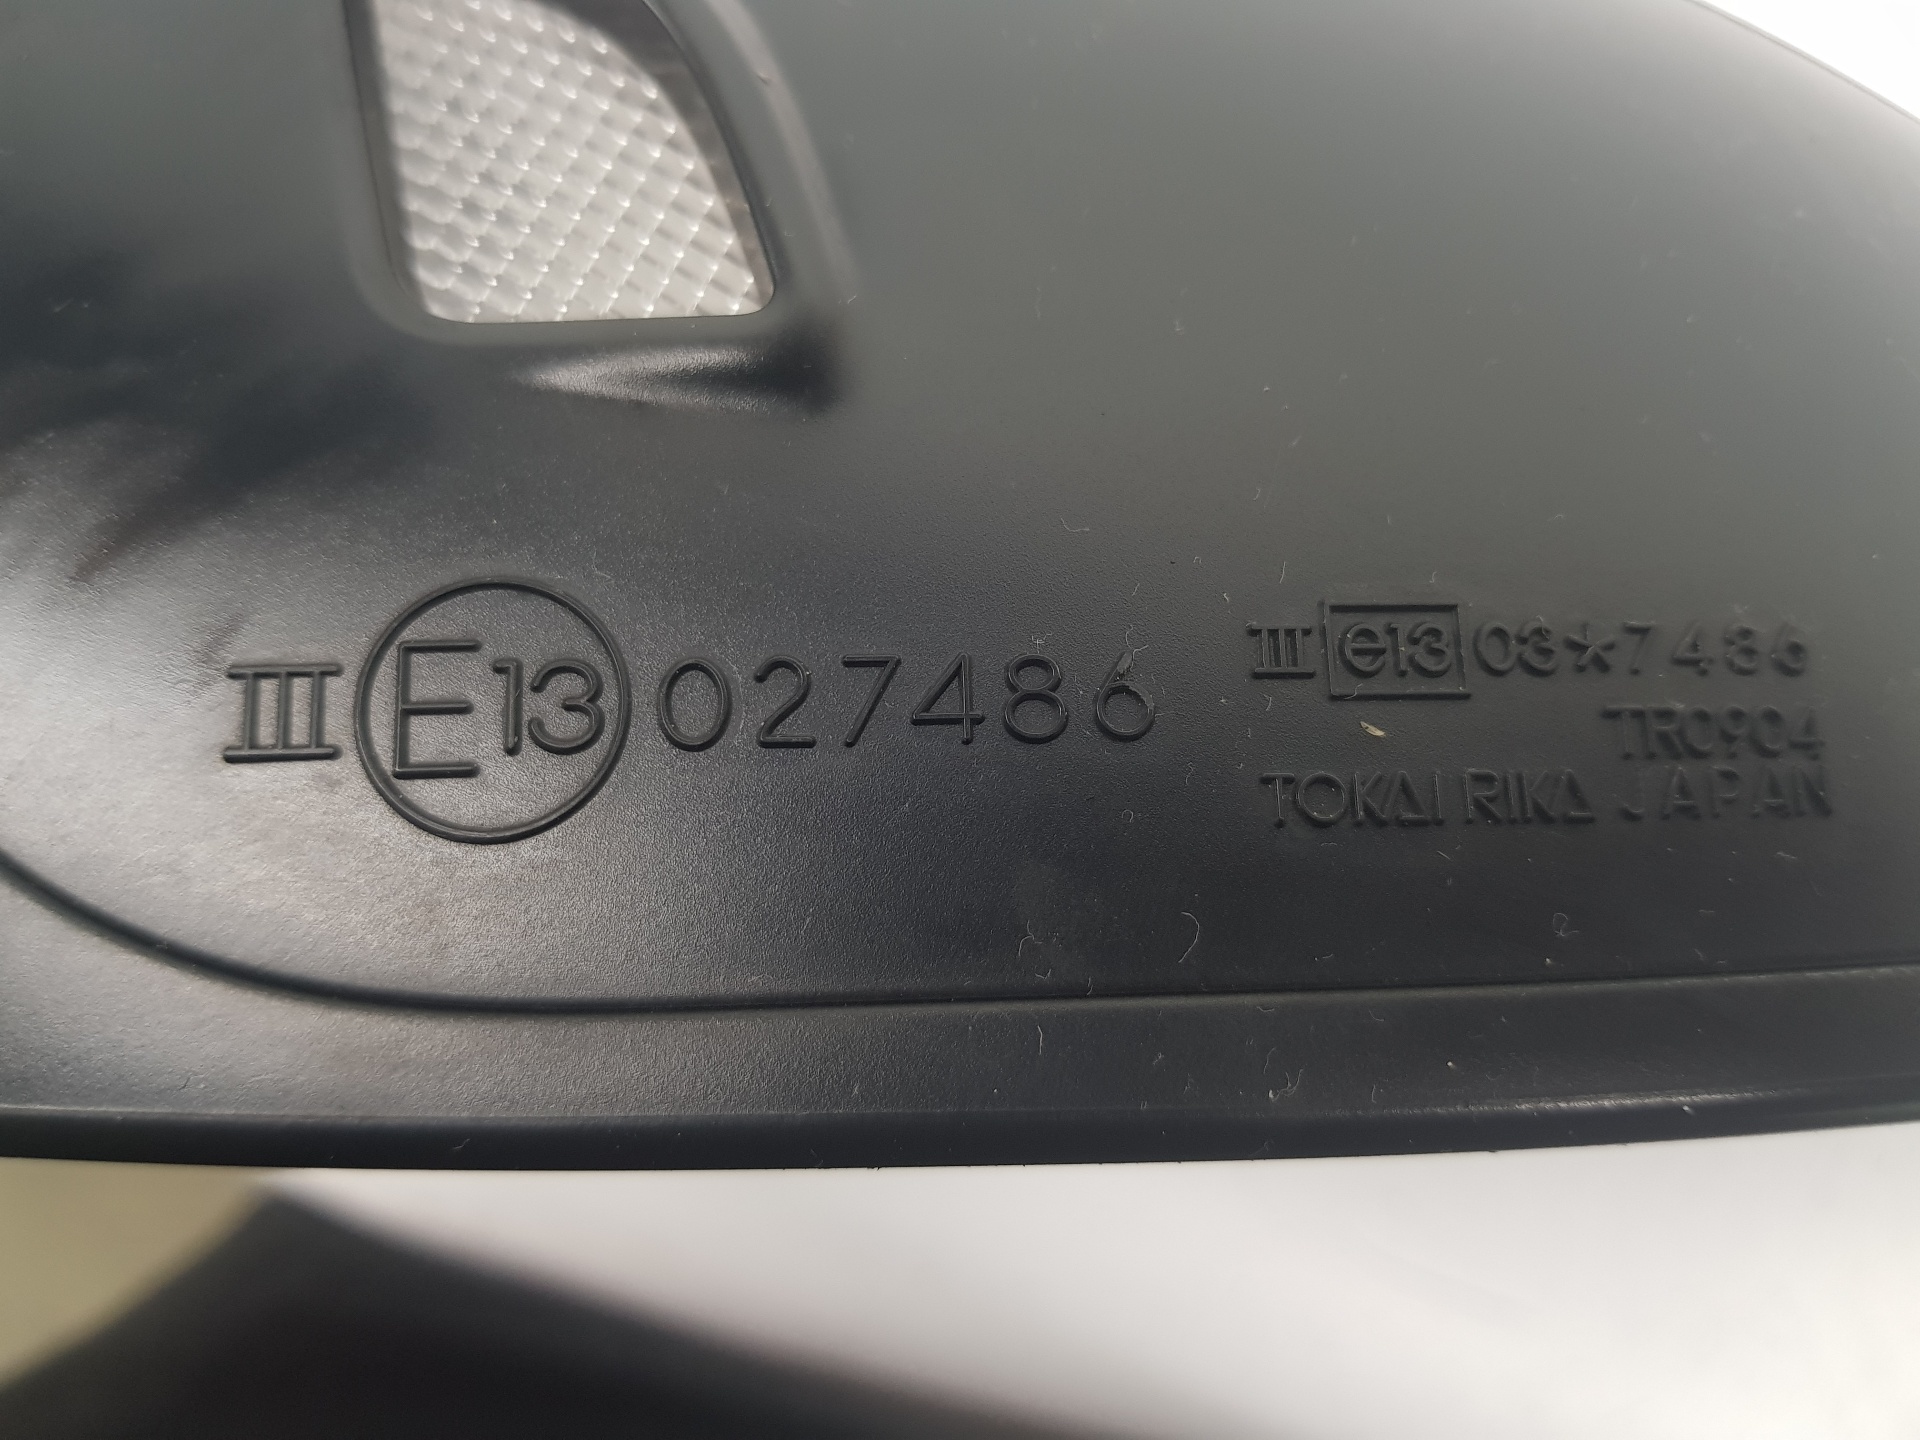 III E13 027486
III e13 03*7486
TR0904
TOKAI RIKA JAPAN